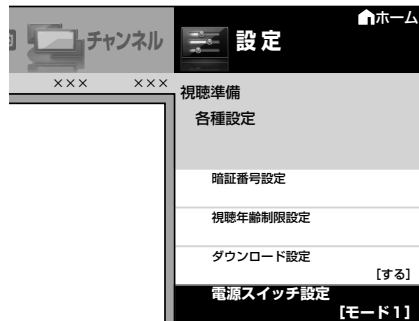 ホーム
チャンネル
設定
××× ×××
視聴準備
各種設定
暗証番号設定
視聴年齢制限設定
ダウンロード設定
[する]
電源スイッチ設定
[モード1]